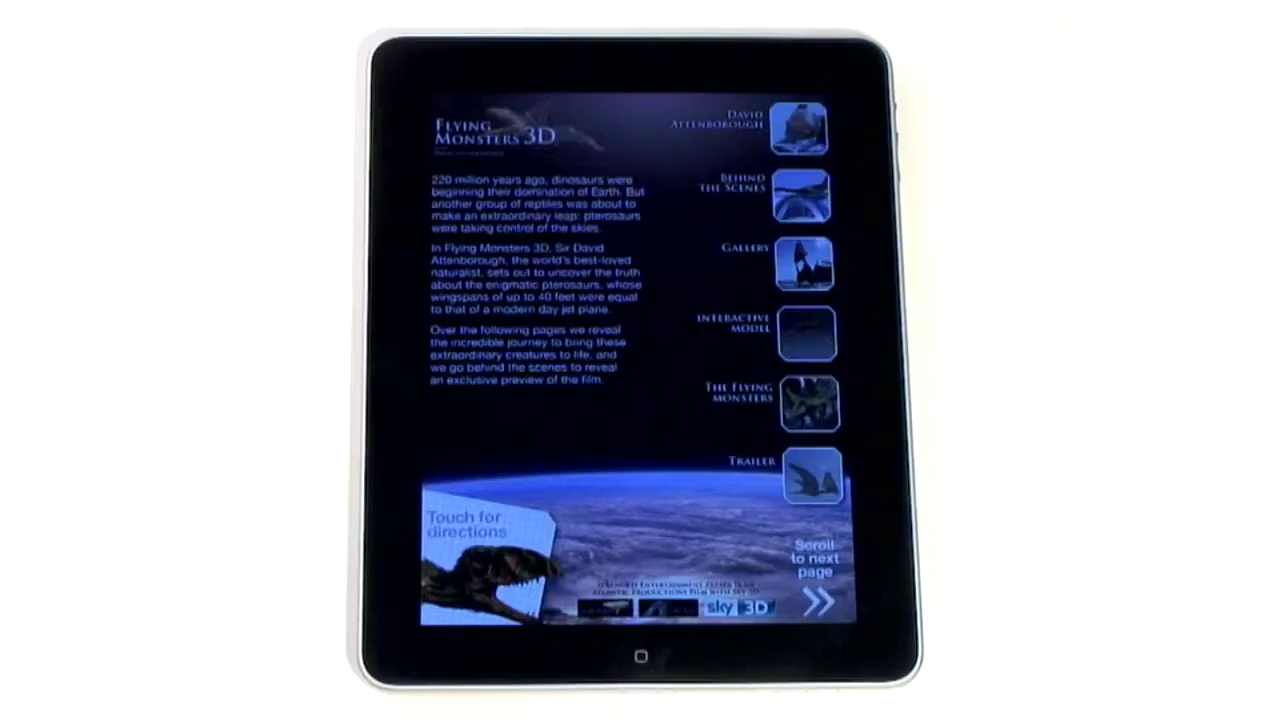 FLYING
MONSTERS 3D
220 million years ago, dinosaurs were
beginning their domination of Earth. But
another group of reptiles was about to
make an extraordinary leap: pterosaurs
were taking control of the skies.
In Flying Monsters 3D, Sir David
Attenborough, the world's best-loved
naturalist, sets out to uncover the truth
about the enigmatic pterosaurs, whose
wingspans of up to 40 feet were equal
to that of a modern day jet plane.
Over the following pages we reveal
the incredible journey to bring these
extraordinary creatures to life, and
we go behind the scenes to reveal
an exclusive preview of the film.
DAVID
ATTENBOROUGH
BEHIND
THE SCENES
GALLERY
INTERACTIVE
MODEL
THE FLYING
MONSTERS
TRAILER
Touch for
directions
Scroll
to next
page
ATLANTIC PRODUCTIONS FILM WITH SKY 3D
sky 3D